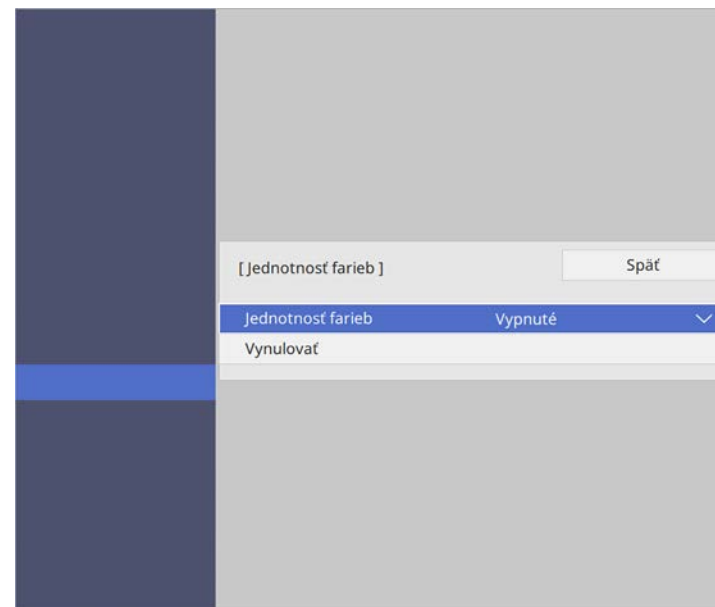 [ Jednotnosť farieb ] Späť
Jednotnosť farieb Vypnuté
Vynulovať